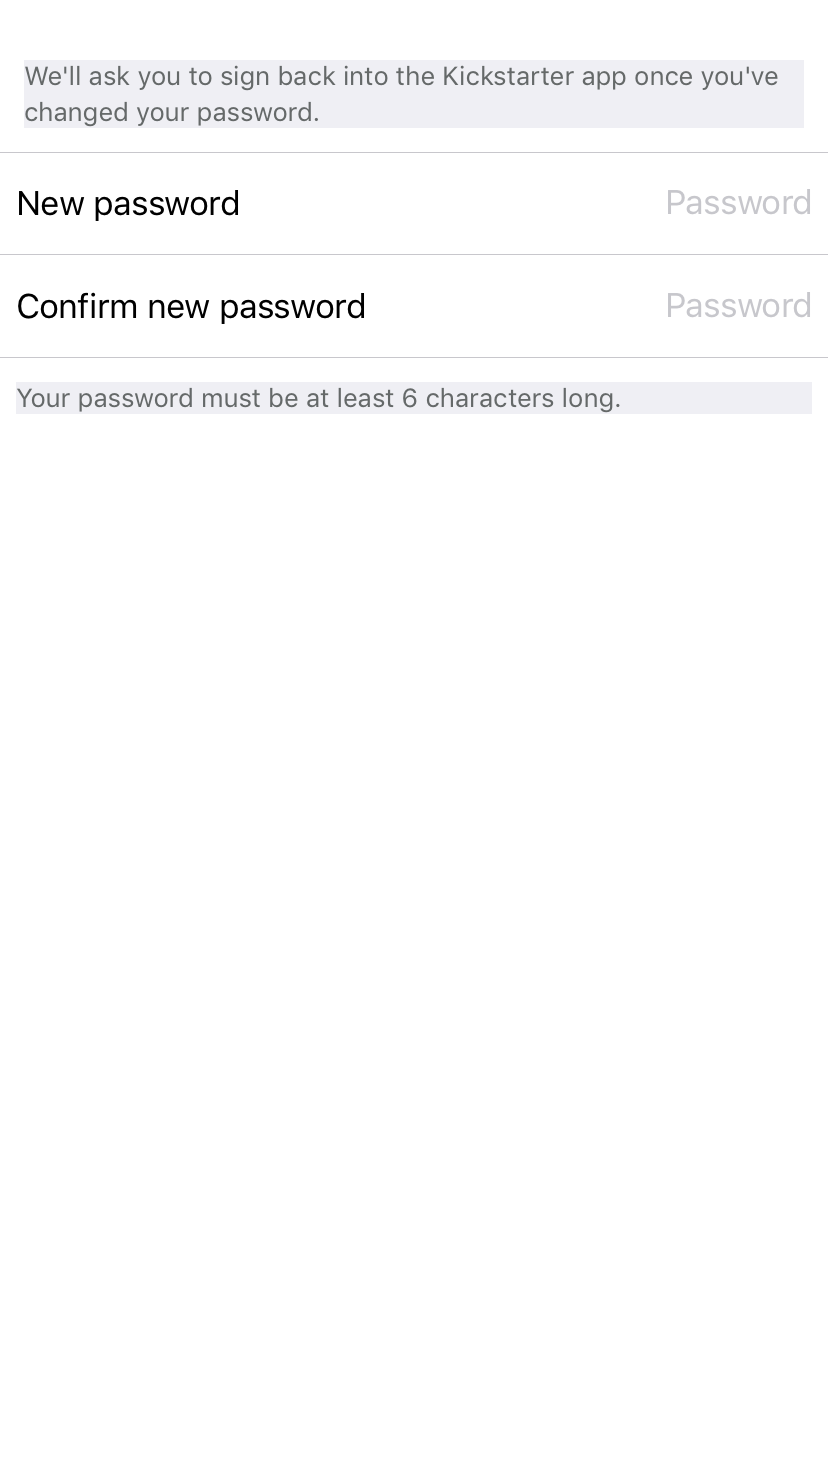 We'll ask you to sign back into the Kickstarter app once you've
changed your password.
New password Password
Confirm new password Password
Your password must be at least 6 characters long.